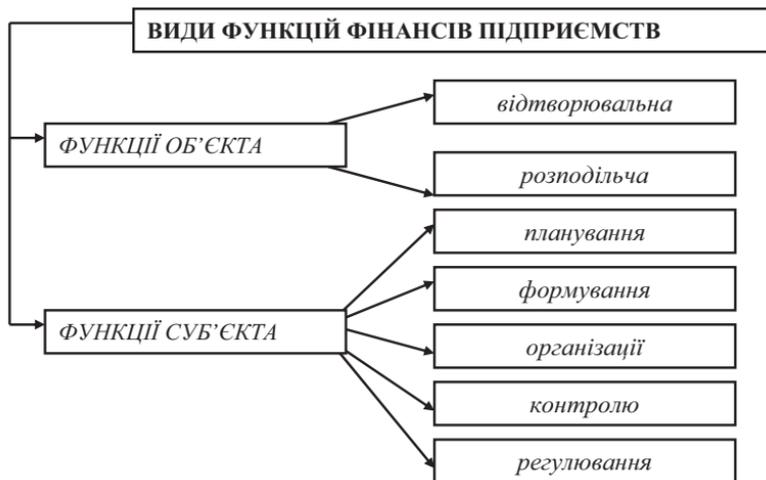 ВИДИ ФУНКЦІЙ ФІНАНСІВ ПІДПРИЄМСТВ
ФУНКЦІЇ ОБ’ЄКТА
відтворювальна
розподільча
ФУНКЦІЇ СУБ’ЄКТА
планування
формування
організації
контролю
регулювання